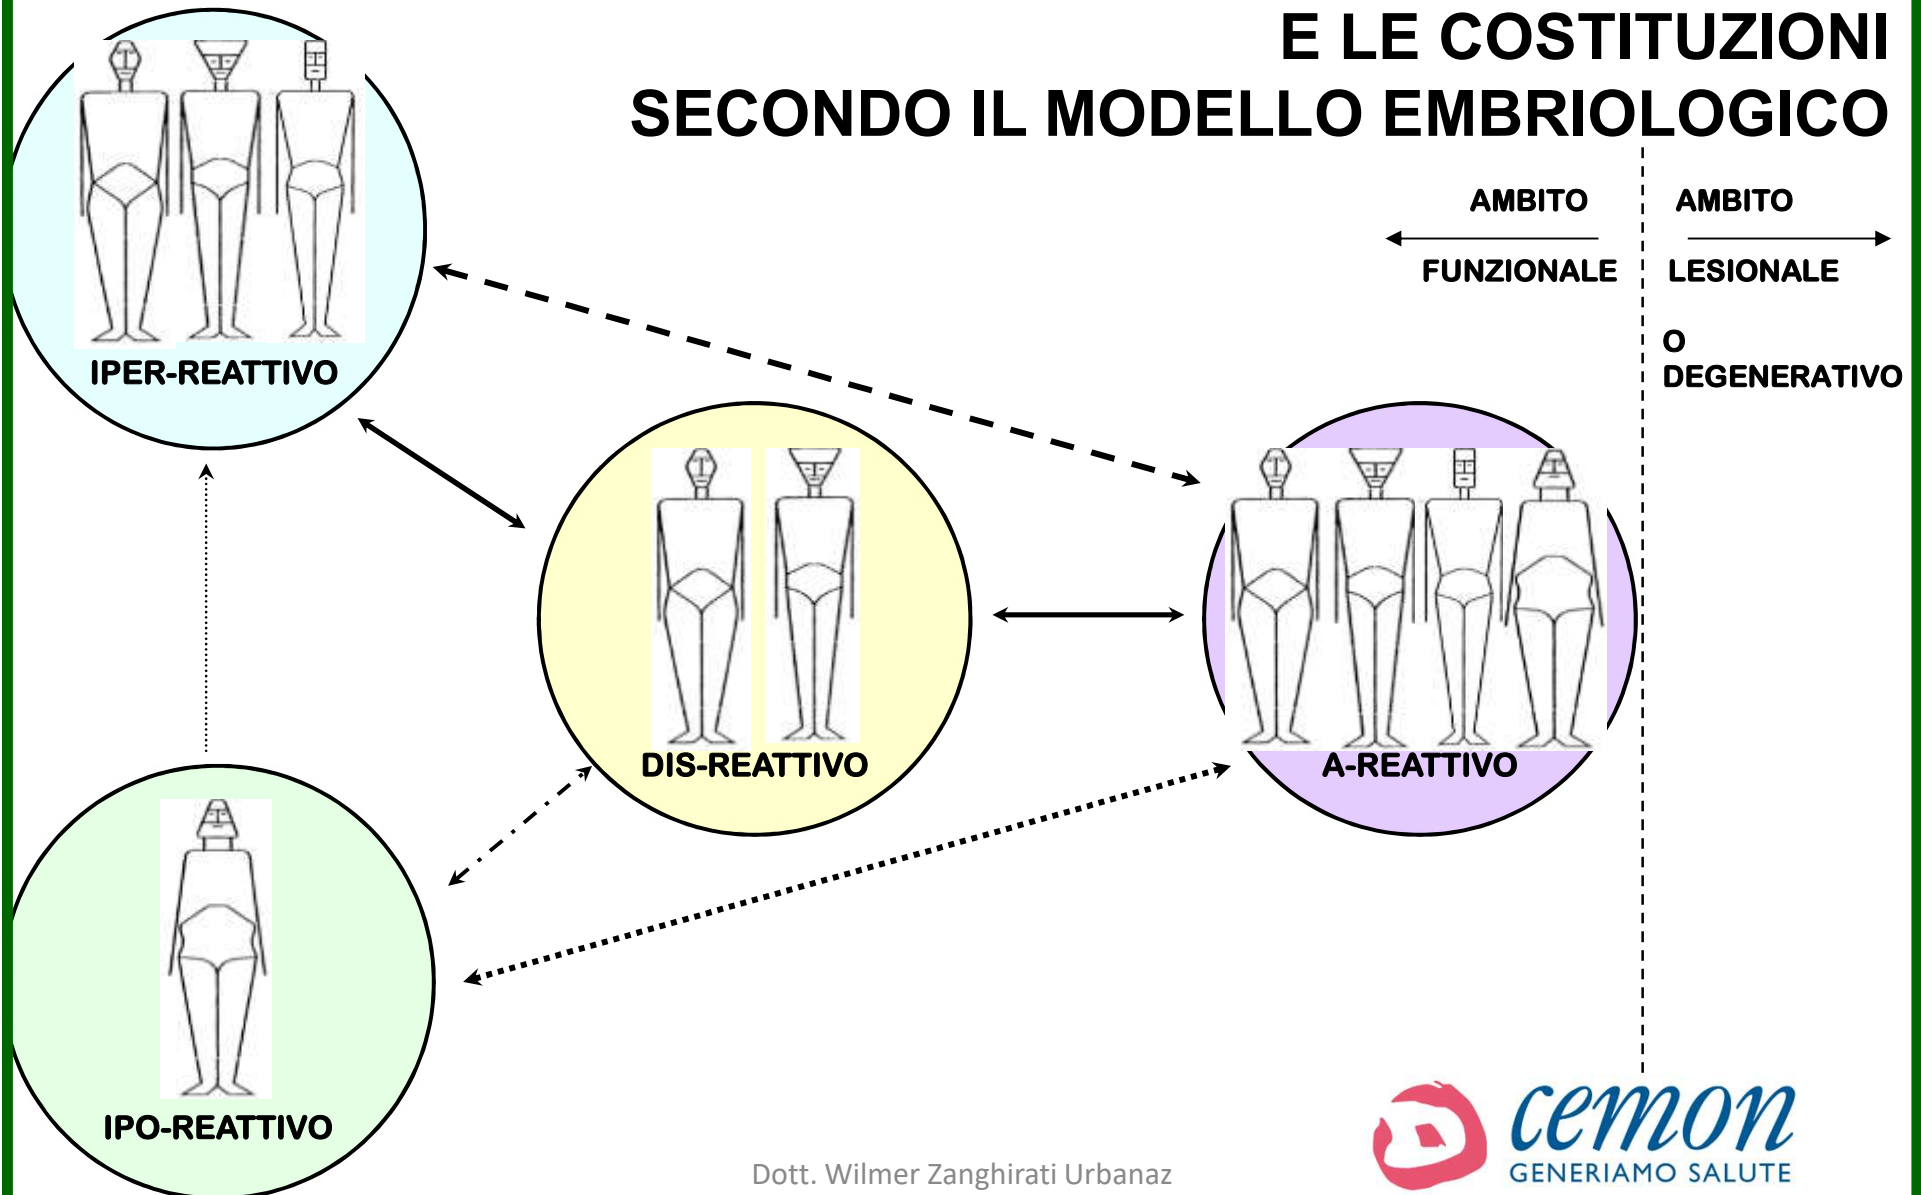 E LE COSTITUZIONI
SECONDO IL MODELLO EMBRIOLOGICO
AMBITO
FUNZIONALE
AMBITO
LESIONALE
O
DEGENERATIVO
IPER-REATTIVO
DIS-REATTIVO
A-REATTIVO
IPO-REATTIVO
Dott. Wilmer Zanghirati Urbanaz
cemon
GENERIAMO SALUTE